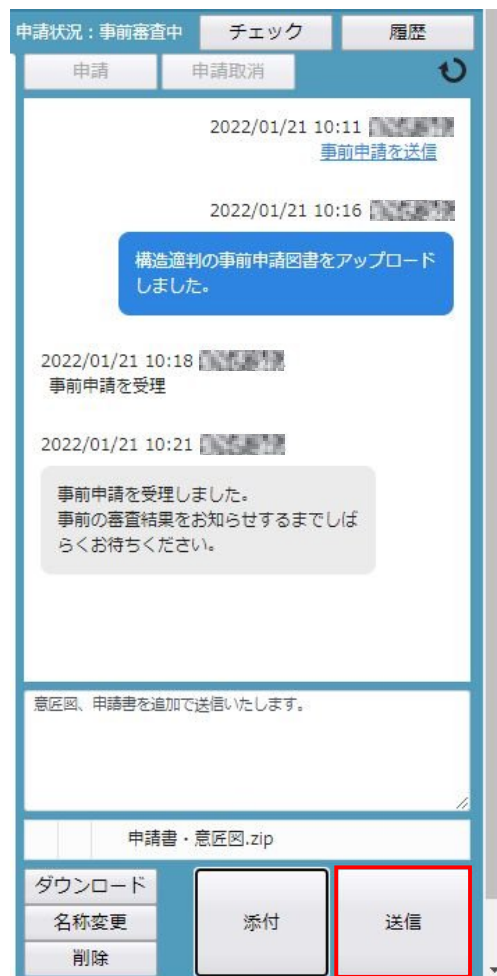 申請状況：事前審査中 チェック 履歴
申請 申請取消
2022/01/21 10:11
事前申請を送信
2022/01/21 10:16
構造適判の事前申請図書をアップロード
しました。
2022/01/21 10:18
事前申請を受理
2022/01/21 10:21
事前申請を受理しました。
事前の審査結果をお知らせするまでしば
らくお待ちください。
意匠図、申請書を追加で送信いたします。
申請書・意匠図.zip
ダウンロード
名称変更
削除
添付
送信